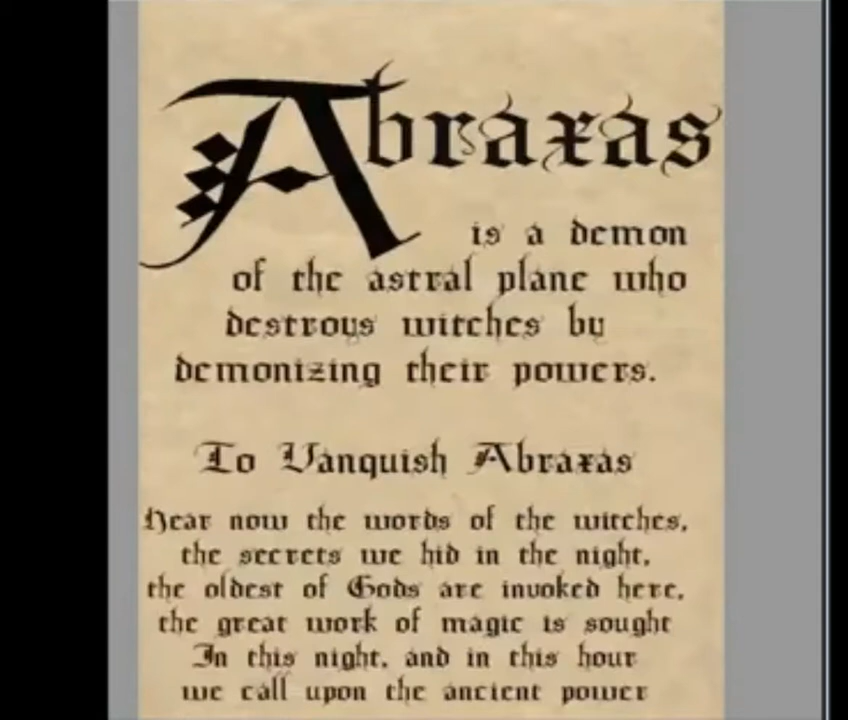 Abraxas
is a demon
of the astral plane who
destroys witches by
demonizing their powers.
To Vanquish Abraxas
Hear now the words of the witches,
the secrets we hid in the night,
the oldest of Gods are invoked here,
the great work of magic is sought
In this night, and in this hour
we call upon the ancient power